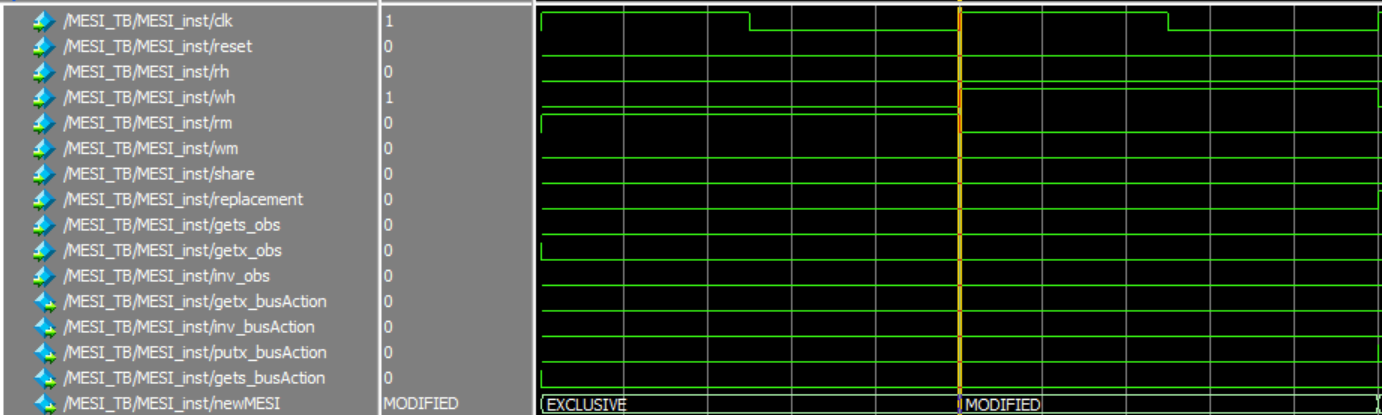 /MESI_TB/MESI_inst/clk 1
/MESI_TB/MESI_inst/reset 0
/MESI_TB/MESI_inst/rh 0
/MESI_TB/MESI_inst/wh 1
/MESI_TB/MESI_inst/rm 0
/MESI_TB/MESI_inst/wm 0
/MESI_TB/MESI_inst/share 0
/MESI_TB/MESI_inst/replacement 0
/MESI_TB/MESI_inst/gets_obs 0
/MESI_TB/MESI_inst/getx_obs 0
/MESI_TB/MESI_inst/inv_obs 0
/MESI_TB/MESI_inst/getx_busAction 0
/MESI_TB/MESI_inst/inv_busAction 0
/MESI_TB/MESI_inst/putx_busAction 0
/MESI_TB/MESI_inst/gets_busAction 0
/MESI_TB/MESI_inst/newMESI MODIFIED EXCLUSIVE MODIFIED